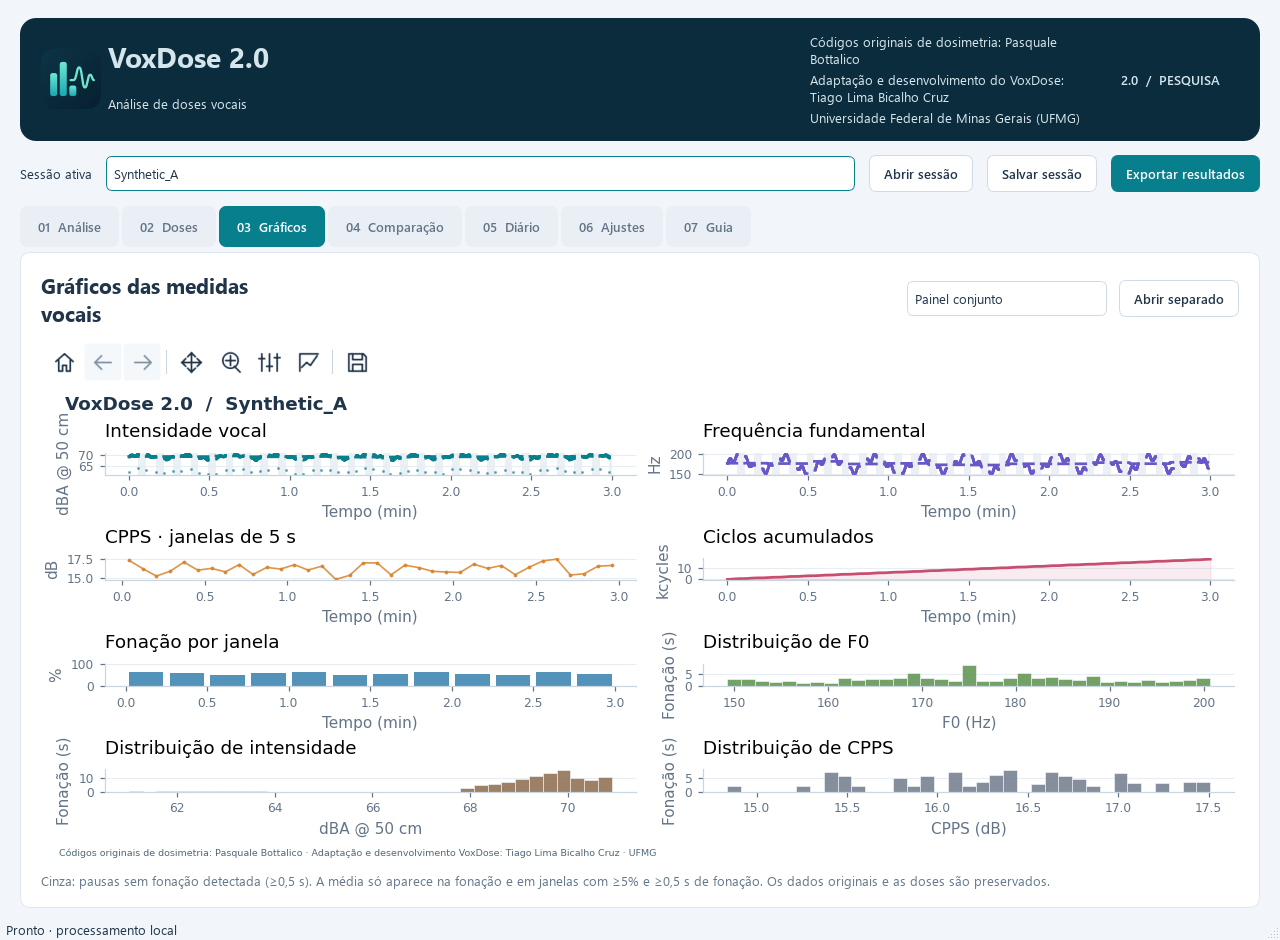 VoxDose 2.0
Análise de doses vocais
Códigos originais de dosimetria: Pasquale
Bottalico
Adaptação e desenvolvimento do VoxDose:
Tiago Lima Bicalho Cruz
Universidade Federal de Minas Gerais (UFMG)
2.0 / PESQUISA
Sessão ativa
Synthetic_A
Abrir sessão
Salvar sessão
Exportar resultados
01 Análise
02 Doses
03 Gráficos
04 Comparação
05 Diário
06 Ajustes
07 Guia
Gráficos das medidas
vocais
Painel conjunto
Abrir separado
VoxDose 2.0 / Synthetic_A
Intensidade vocal
dBA @ 50 cm
70
65
0.0 0.5 1.0 1.5 2.0 2.5 3.0
Tempo (min)
Frequência fundamental
Hz
200
150
0.0 0.5 1.0 1.5 2.0 2.5 3.0
Tempo (min)
CPPS · janelas de 5 s
dB
17.5
15.0
0.0 0.5 1.0 1.5 2.0 2.5 3.0
Tempo (min)
Ciclos acumulados
kcycles
10
0
0.0 0.5 1.0 1.5 2.0 2.5 3.0
Tempo (min)
Fonação por janela
%
100
0
0.0 0.5 1.0 1.5 2.0 2.5 3.0
Tempo (min)
Distribuição de F0
Fonação (s)
5
0
150 160 170 180 190 200
F0 (Hz)
Distribuição de intensidade
Fonação (s)
10
0
62 64 66 68 70
dBA @ 50 cm
Distribuição de CPPS
Fonação (s)
5
0
15.0 15.5 16.0 16.5 17.0 17.5
CPPS (dB)
Códigos originais de dosimetria: Pasquale Bottalico · Adaptação e desenvolvimento VoxDose: Tiago Lima Bicalho Cruz · UFMG
Cinza: pausas sem fonação detectada (≥0,5 s). A média só aparece na fonação e em janelas com ≥5% e ≥0,5 s de fonação. Os dados originais e as doses são preservados.
Pronto · processamento local